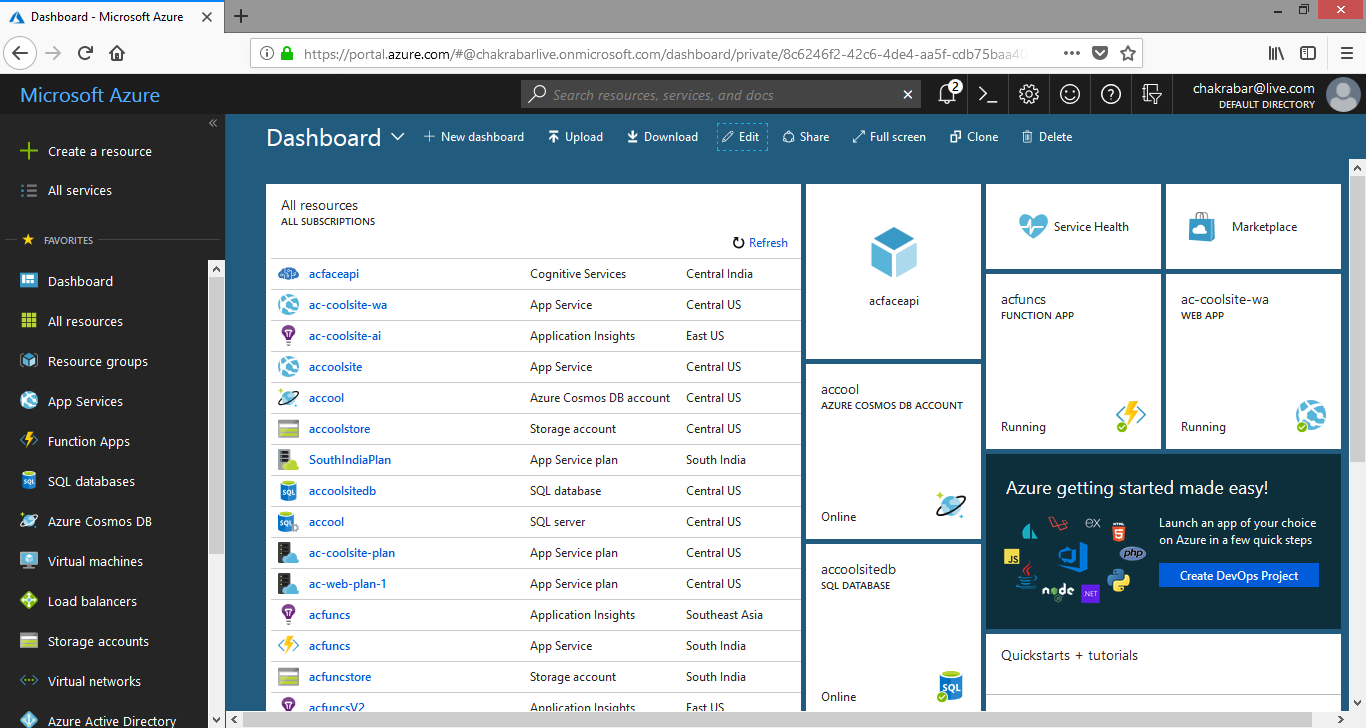 Dashboard - Microsoft Azure
https://portal.azure.com/#@chakrabarlive.onmicrosoft.com/dashboard/private/8c6246f2-42c6-4de4-aa5f-cdb75baa40
Microsoft Azure
Search resources, services, and docs
2
chakrabar@live.com
DEFAULT DIRECTORY
Create a resource
All services
FAVORITES
Dashboard
All resources
Resource groups
App Services
Function Apps
SQL databases
Azure Cosmos DB
Virtual machines
Load balancers
Storage accounts
Virtual networks
Azure Active Directory
Dashboard
New dashboard
Upload
Download
Edit
Share
Full screen
Clone
Delete
All resources
ALL SUBSCRIPTIONS
Refresh
acfaceapi Cognitive Services Central India
ac-coolsite-wa App Service Central US
ac-coolsite-ai Application Insights East US
accoolsite App Service Central US
accool Azure Cosmos DB account Central US
accoolstore Storage account Central US
SouthIndiaPlan App Service plan South India
accoolsitedb SQL database Central US
accool SQL server Central US
ac-coolsite-plan App Service plan Central US
ac-web-plan-1 App Service plan Central US
acfuncs Application Insights Southeast Asia
acfuncs App Service South India
acfuncstore Storage account South India
acfuncsV2 Application Insights East US
acfaceapi
accool
AZURE COSMOS DB ACCOUNT
Online
accoolsitedb
SQL DATABASE
Online
SQL
Service Health
Marketplace
acfuncs
FUNCTION APP
Running
ac-coolsite-wa
WEB APP
Running
Azure getting started made easy!
Launch an app of your choice
on Azure in a few quick steps
Create DevOps Project
ex
HTML
JS
php
node
.NET
Quickstarts + tutorials